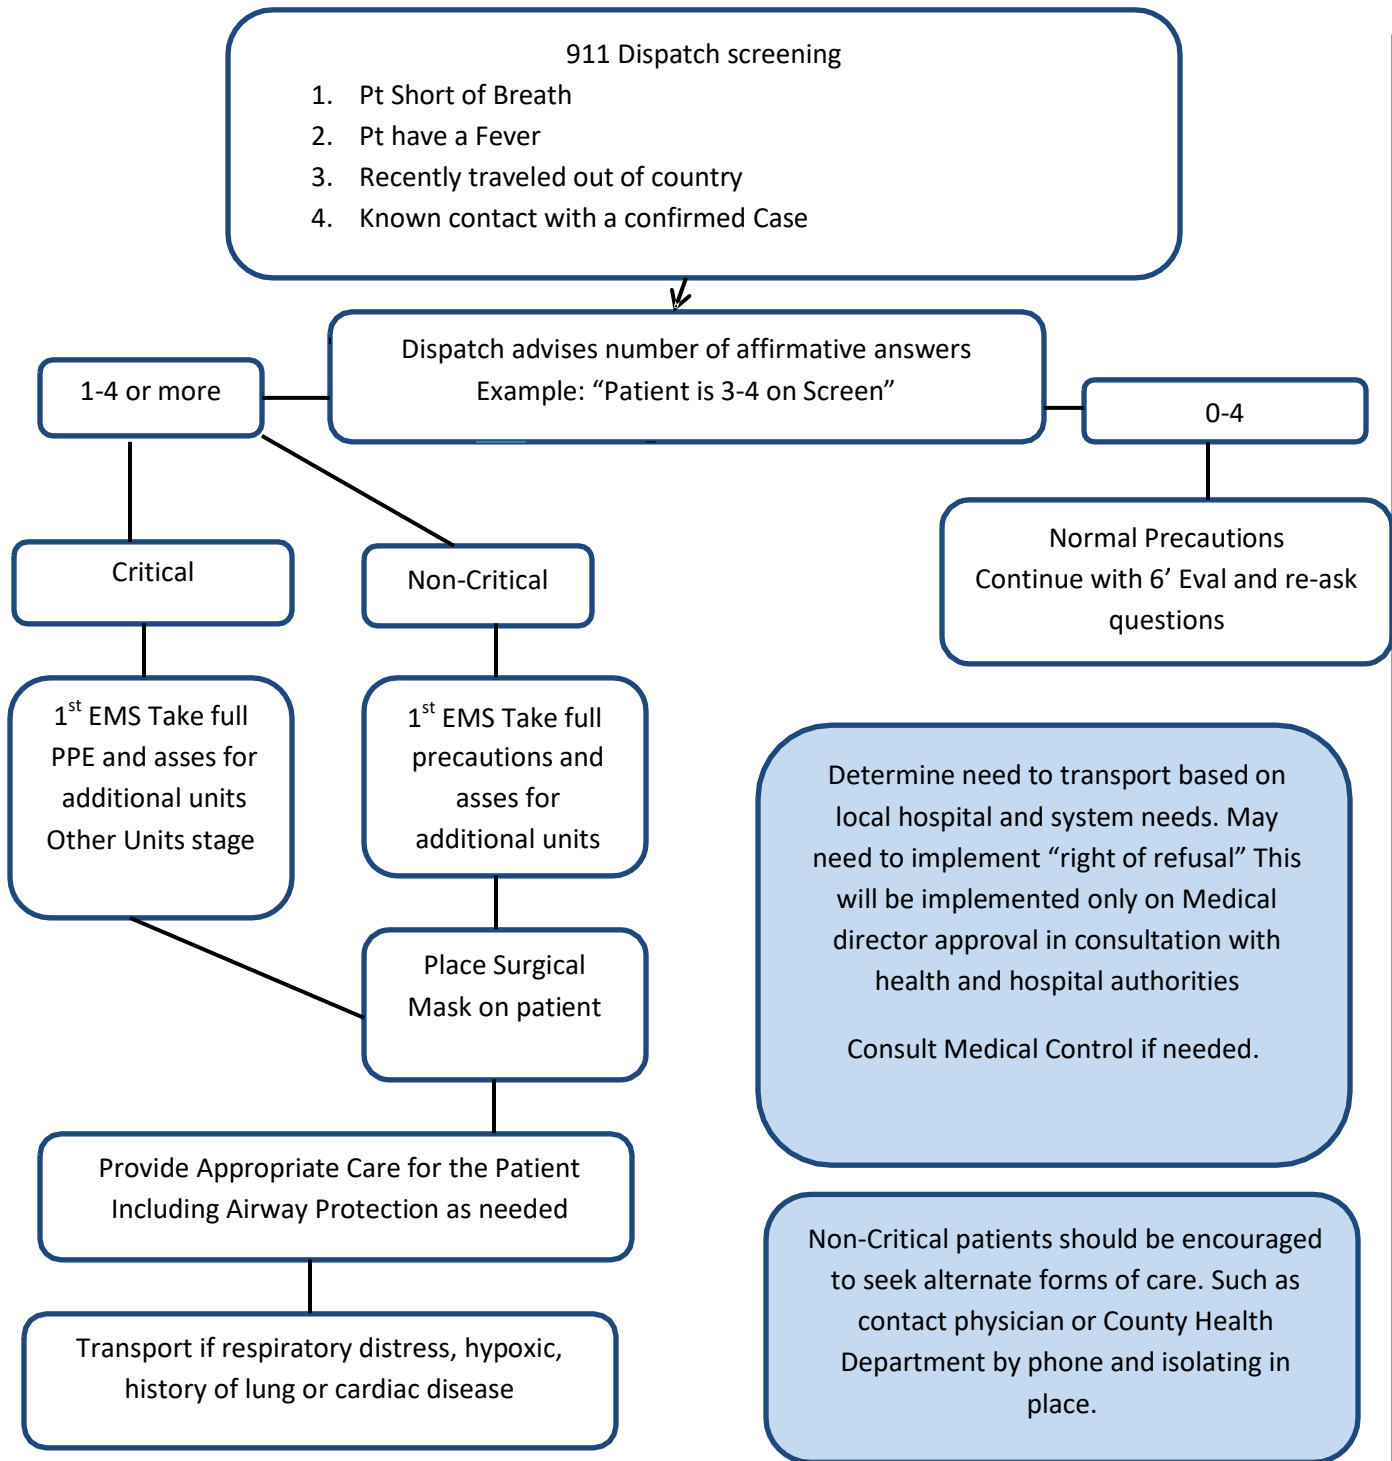 911 Dispatch screening
1. Pt Short of Breath
2. Pt have a Fever
3. Recently traveled out of country
4. Known contact with a confirmed Case
Dispatch advises number of affirmative answers
Example: “Patient is 3-4 on Screen”
1-4 or more
0-4
Normal Precautions
Continue with 6’ Eval and re-ask
questions
Critical
Non-Critical
1st EMS Take full
PPE and asses for
additional units
Other Units stage
1st EMS Take full
precautions and
asses for
additional units
Place Surgical
Mask on patient
Provide Appropriate Care for the Patient
Including Airway Protection as needed
Transport if respiratory distress, hypoxic,
history of lung or cardiac disease
Determine need to transport based on
local hospital and system needs. May
need to implement “right of refusal” This
will be implemented only on Medical
director approval in consultation with
health and hospital authorities
Consult Medical Control if needed.
Non-Critical patients should be encouraged
to seek alternate forms of care. Such as
contact physician or County Health
Department by phone and isolating in
place.